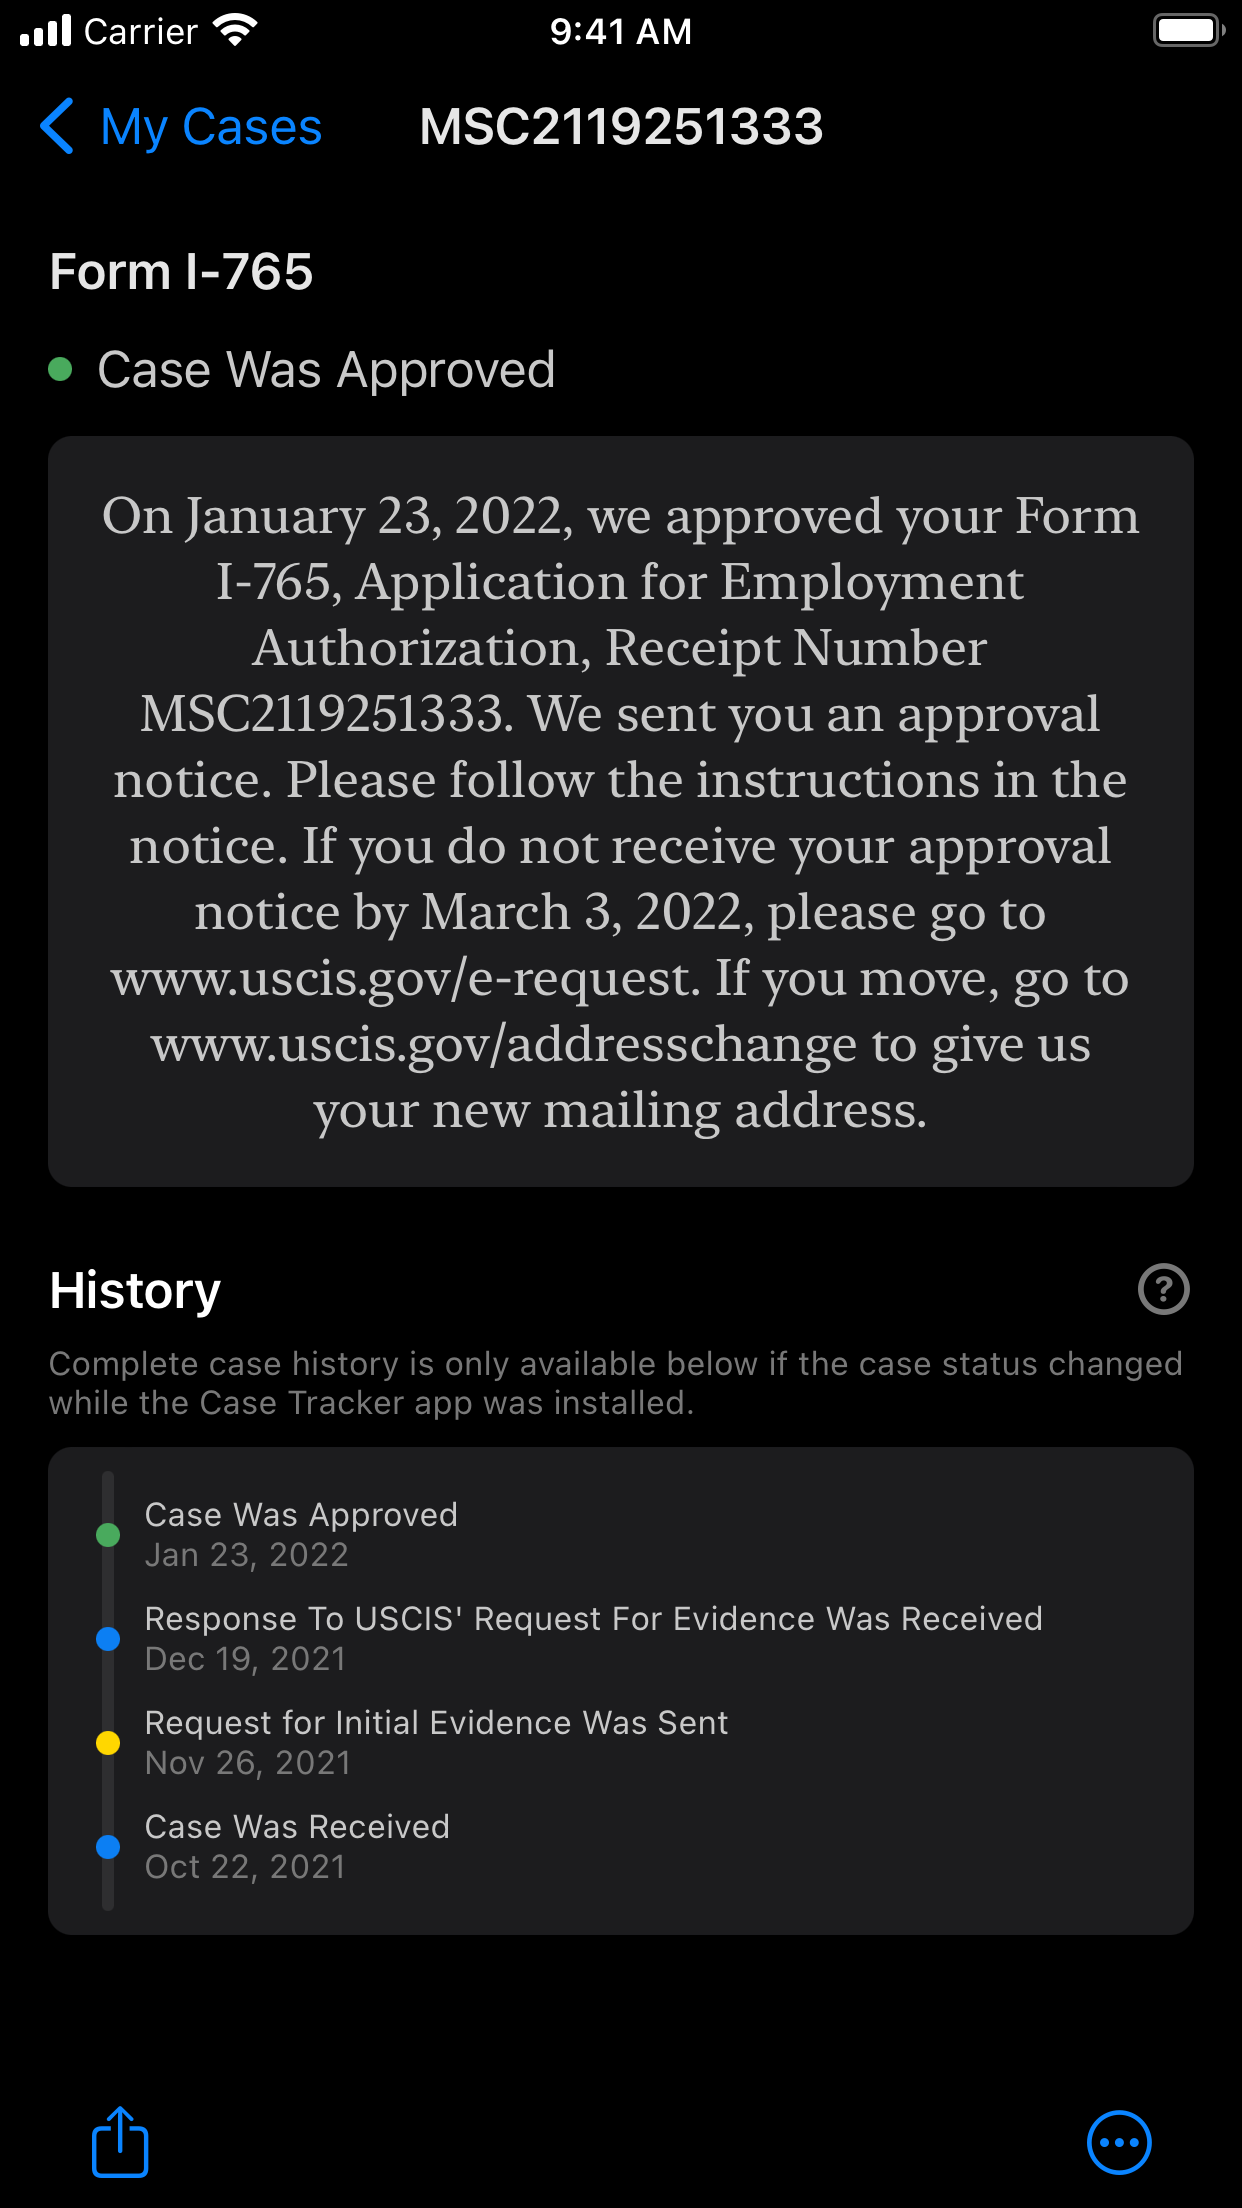 Carrier 9:41 AM
My Cases MSC2119251333
Form I-765
Case Was Approved
On January 23, 2022, we approved your Form
I-765, Application for Employment
Authorization, Receipt Number
MSC2119251333. We sent you an approval
notice. Please follow the instructions in the
notice. If you do not receive your approval
notice by March 3, 2022, please go to
www.uscis.gov/e-request. If you move, go to
www.uscis.gov/addresschange to give us
your new mailing address.
History ?
Complete case history is only available below if the case status changed
while the Case Tracker app was installed.
Case Was Approved
Jan 23, 2022
Response To USCIS' Request For Evidence Was Received
Dec 19, 2021
Request for Initial Evidence Was Sent
Nov 26, 2021
Case Was Received
Oct 22, 2021